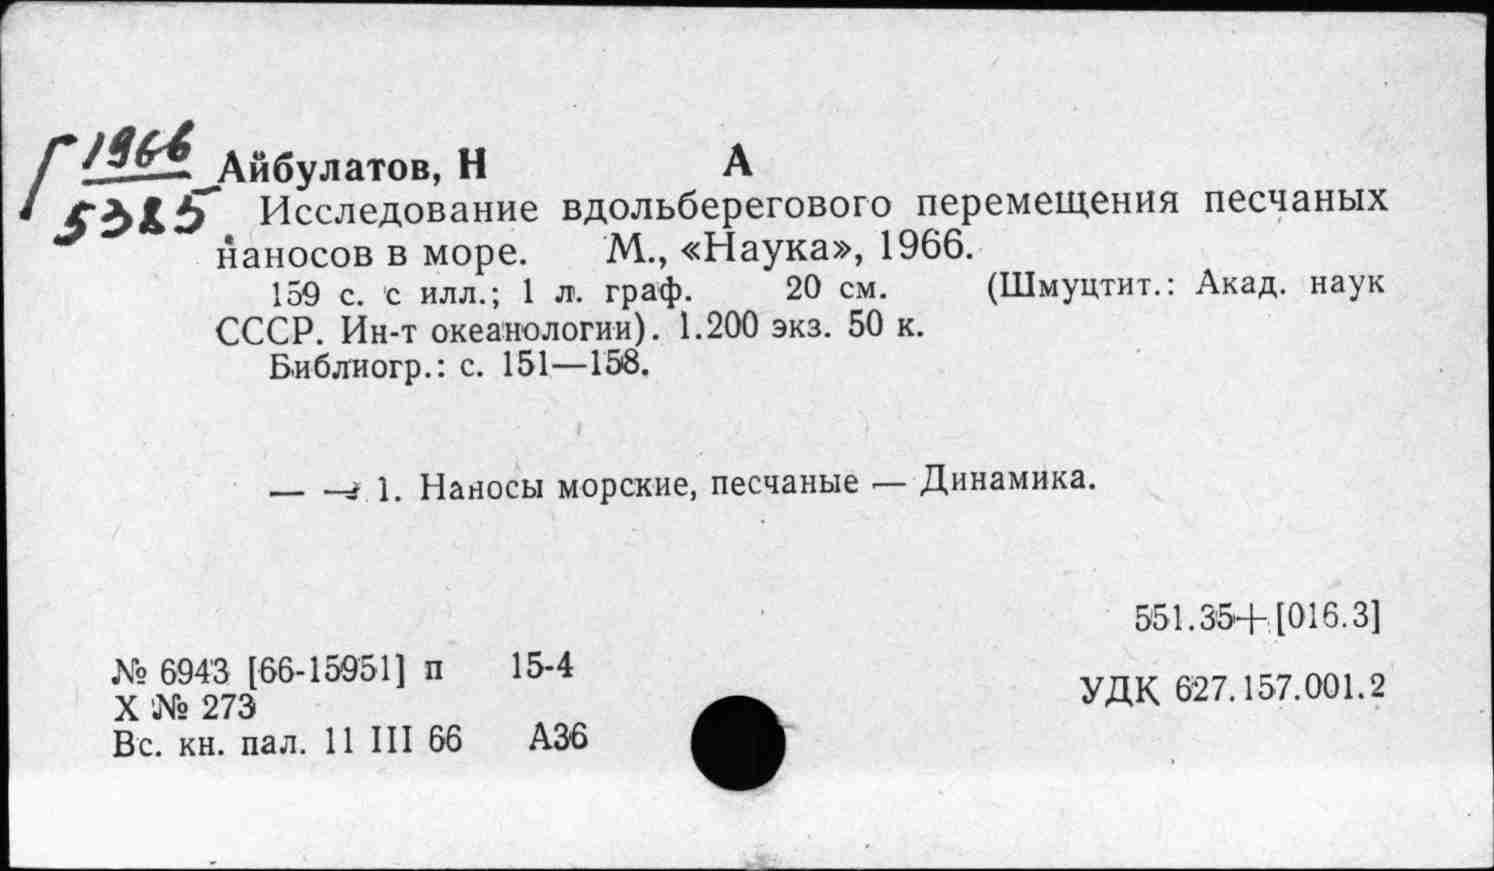 Г 1966
5325
Айбулатов, Н А
Исследование вдольберегового перемещения песчаных
наносов в море. М., «Наука», 1966.
159 с. с илл.; 1 л. граф. 20 см. (Шмуцтит.: Акад. наук
СССР. Ин-т океанологии). 1.200 экз. 50 к.
Библиогр.: с. 151—158.
— — 1. Наносы морские, песчаные — Динамика.
551.35+[016.3]
№ 6943 [66-15951] п 15-4
УДК 627.157.001.2
X № 273
Вс. кн. пал. 11 III 66 А36